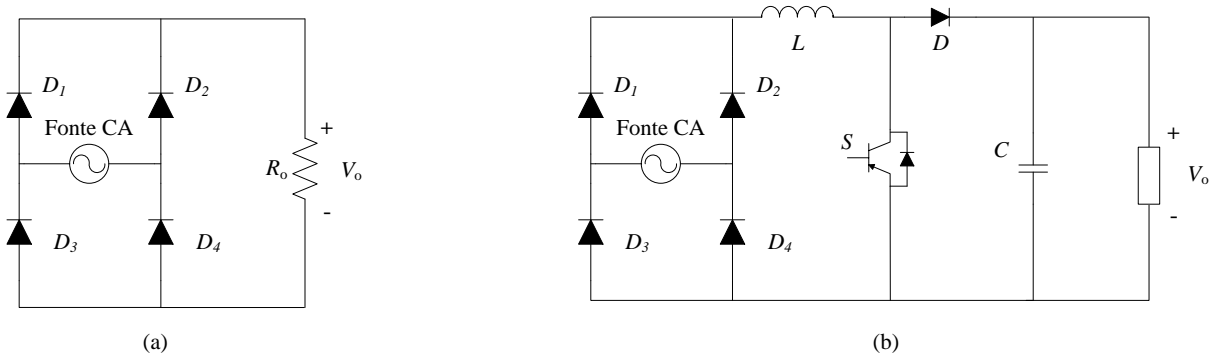 D1
D2
Fonte CA
Ro
+
Vo
-
D3
D4
(a)
L
D
D1
D2
Fonte CA
S
C
+
Vo
-
D3
D4
(b)